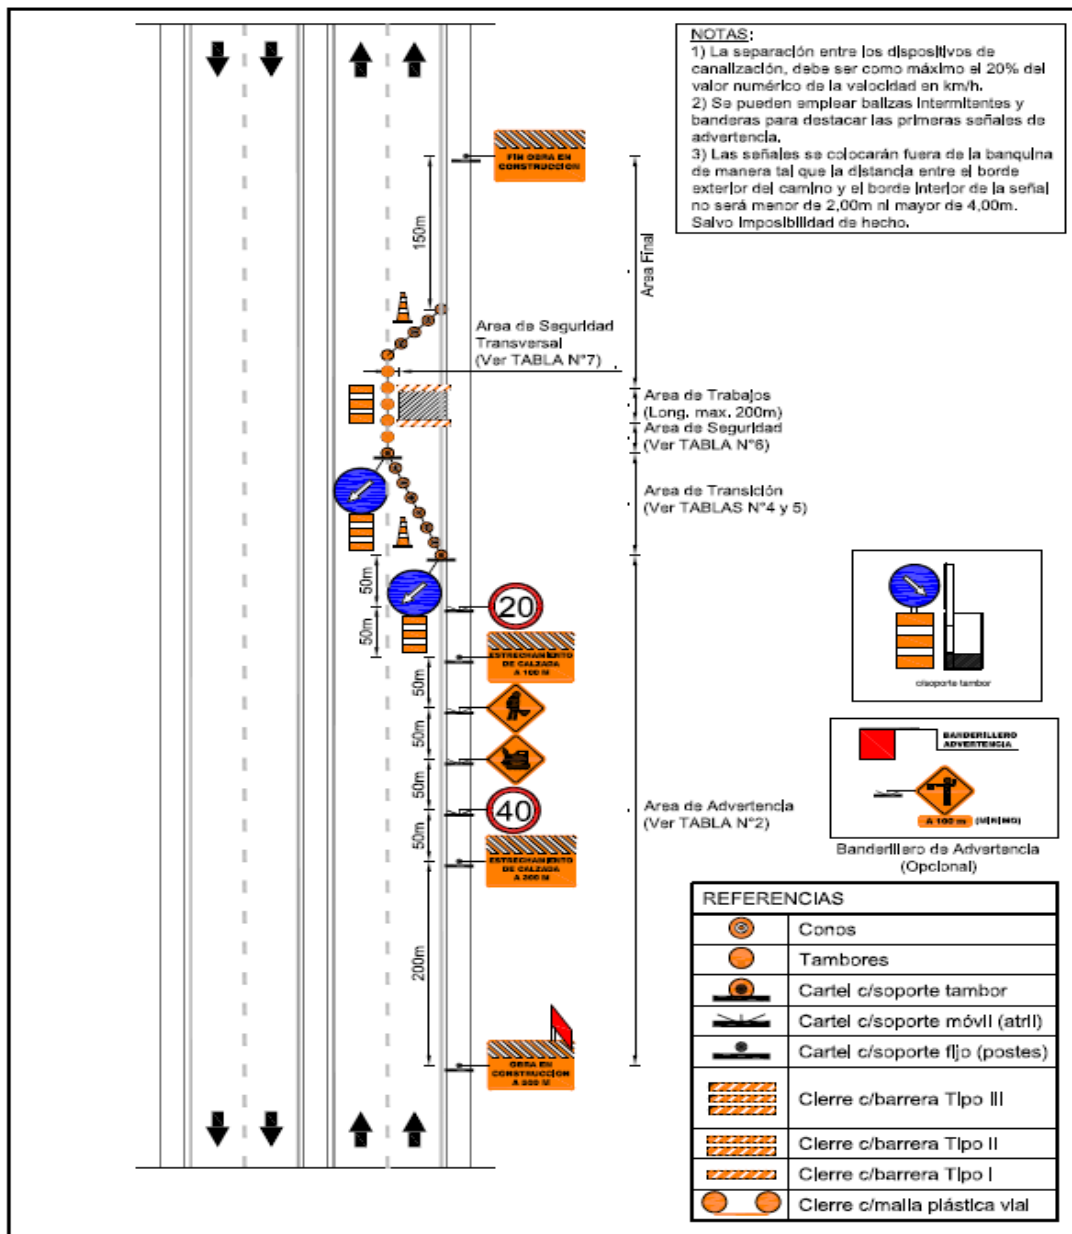 NOTAS:
1) La separación entre los dispositivos de
canalización, debe ser como máximo el 20% del
valor numérico de la velocidad en km/h.
2) Se pueden emplear balizas intermitentes y
banderas para destacar las primeras señales de
advertencia.
3) Las señales se colocarán fuera de la banquina
de manera tal que la distancia entre el borde
exterior del camino y el borde interior de la señal
no será menor de 2,00m ni mayor de 4,00m.
Salvo imposibilidad de hecho.
FIN OBRA EN
CONSTRUCCION
150m
Area Final
Area de Seguridad
Transversal
(Ver TABLA N°7)
Area de Trabajos
(Long. max. 200m)
Area de Seguridad
(Ver TABLA N°6)
Area de Transición
(Ver TABLAS N°4 y 5)
50m
20
50m
ESTRECHAMIENTO
DE CALZADA
A 100 M
50m
50m
50m
40
50m
ESTRECHAMIENTO
DE CALZADA
A 300 M
Area de Advertencia
(Ver TABLA N°2)
200m
OBRA EN
CONSTRUCCION
A 500 M
c/soporte tambor
BANDERILLERO
ADVERTENCIA
A 100 m (MINIMO)
Banderillero de Advertencia
(Opcional)
REFERENCIAS
Conos
Tambores
Cartel c/soporte tambor
Cartel c/soporte móvil (atril)
Cartel c/soporte fijo (postes)
Cierre c/barrera Tipo III
Cierre c/barrera Tipo II
Cierre c/barrera Tipo I
Cierre c/malla plástica vial